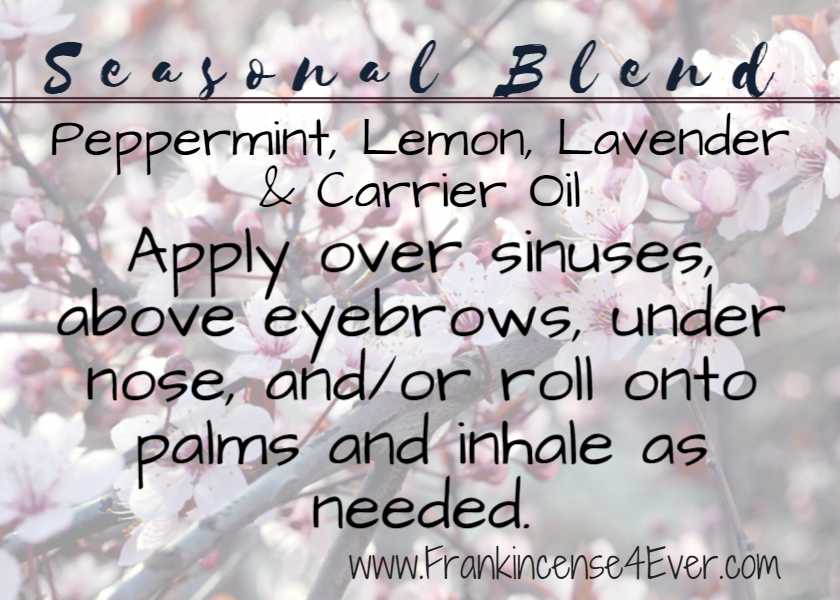 Seasonal Blend
Peppermint, Lemon, Lavender
& Carrier Oil
Apply over sinuses,
above eyebrows, under
nose, and/or roll onto
palms and inhale as
needed.
www.Frankincense4Ever.com